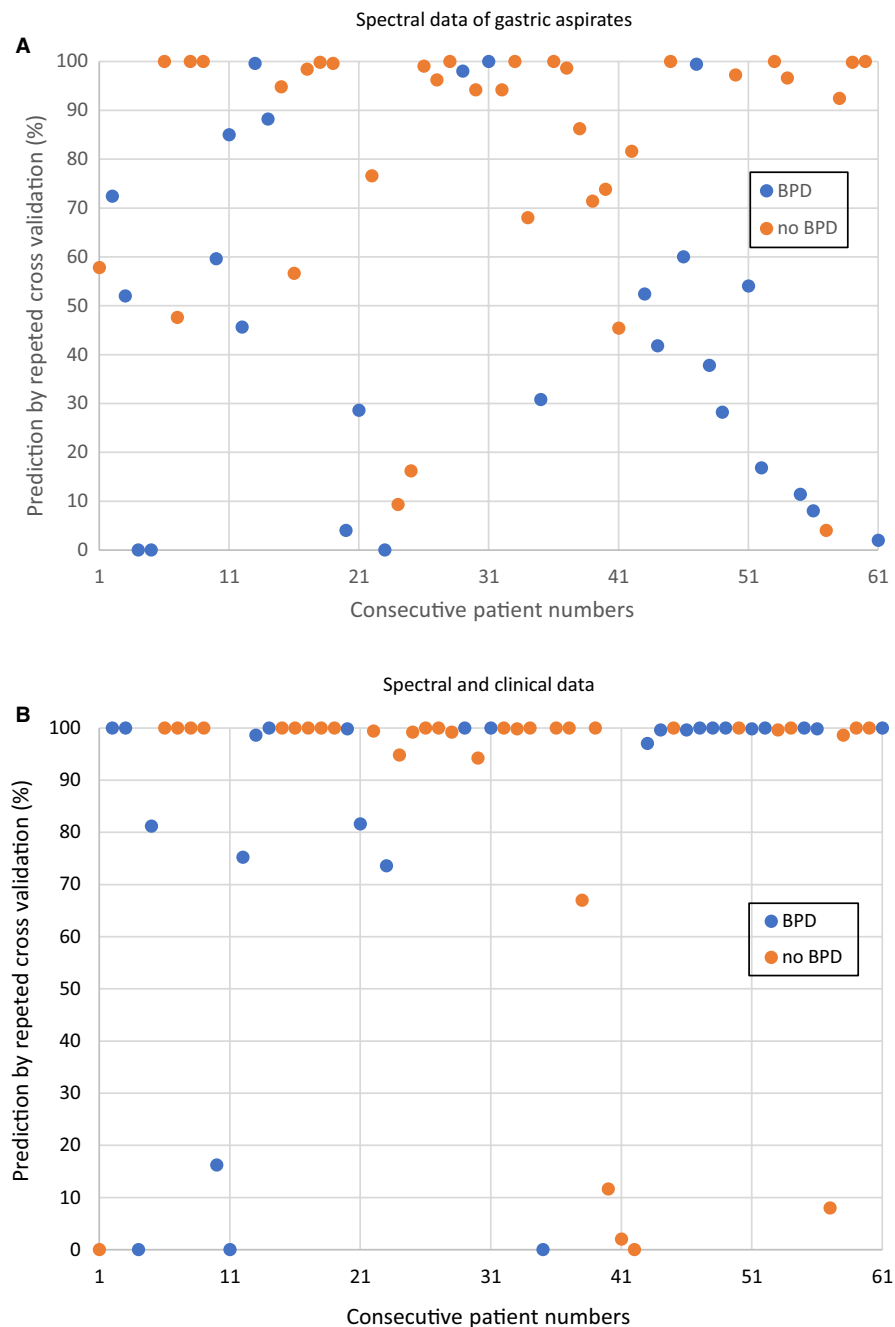 Spectral data of gastric aspirates
A
Prediction by repeted cross validation (%)
100
90
80
70
60
50
40
30
20
10
0
BPD
no BPD
1 11 21 31 41 51 61
Consecutive patient numbers
Spectral and clinical data
B
Prediction by repeted cross validation (%)
100
90
80
70
60
50
40
30
20
10
0
BPD
no BPD
1 11 21 31 41 51 61
Consecutive patient numbers